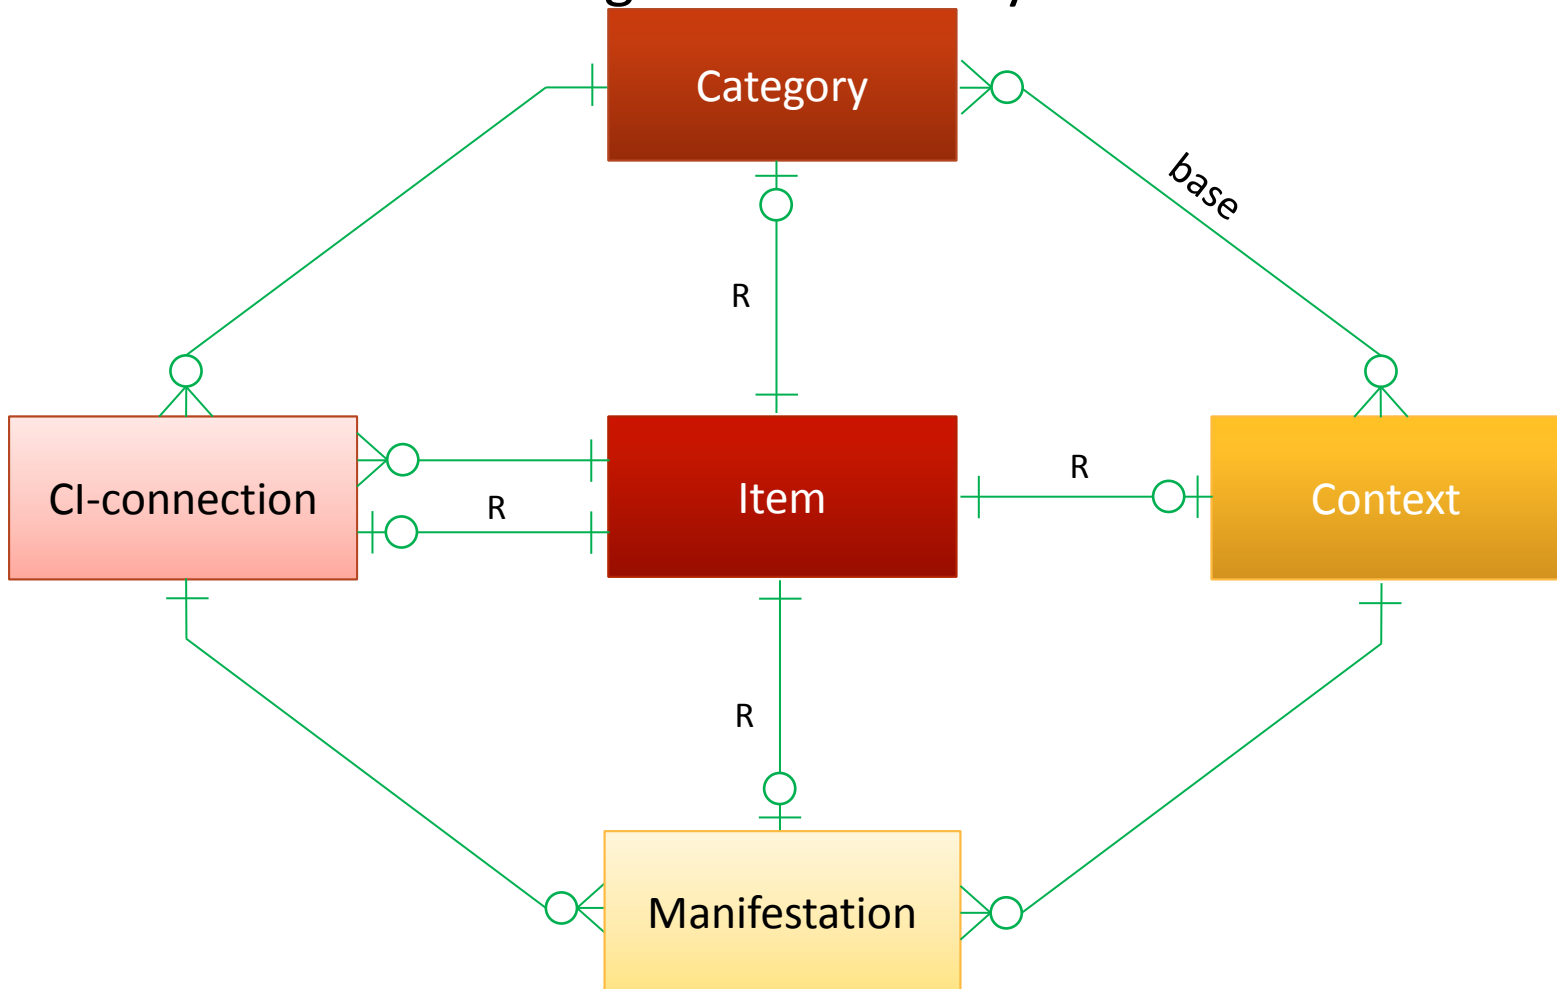 Category
base
R
CI-connection
R
Item
R
Context
R
Manifestation